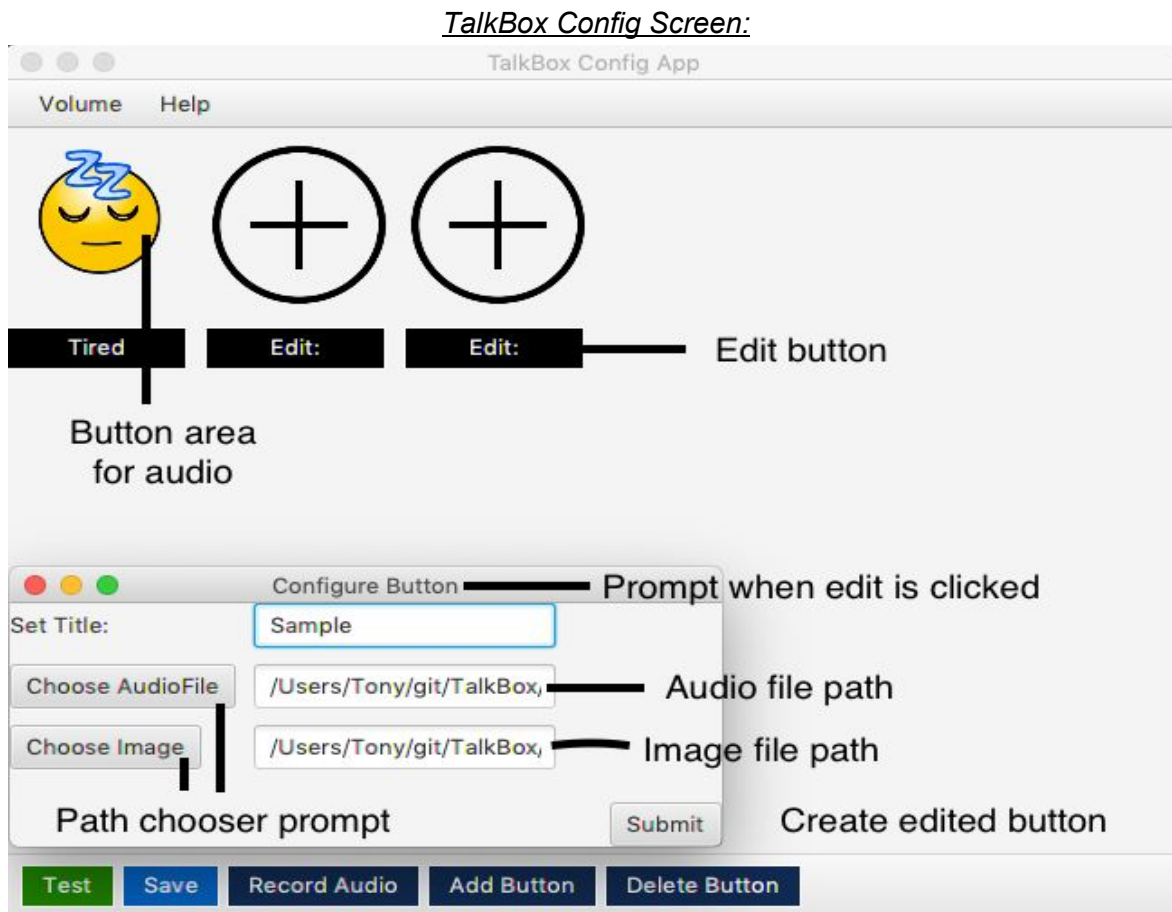 TalkBox Config Screen:
TalkBox Config App
Volume Help
Tired Edit: Edit: Edit button
Button area
for audio
Configure Button Prompt when edit is clicked
Set Title: Sample
Choose AudioFile /Users/Tony/git/TalkBox/ Audio file path
Choose Image /Users/Tony/git/TalkBox/ Image file path
Path chooser prompt Submit Create edited button
Test Save Record Audio Add Button Delete Button